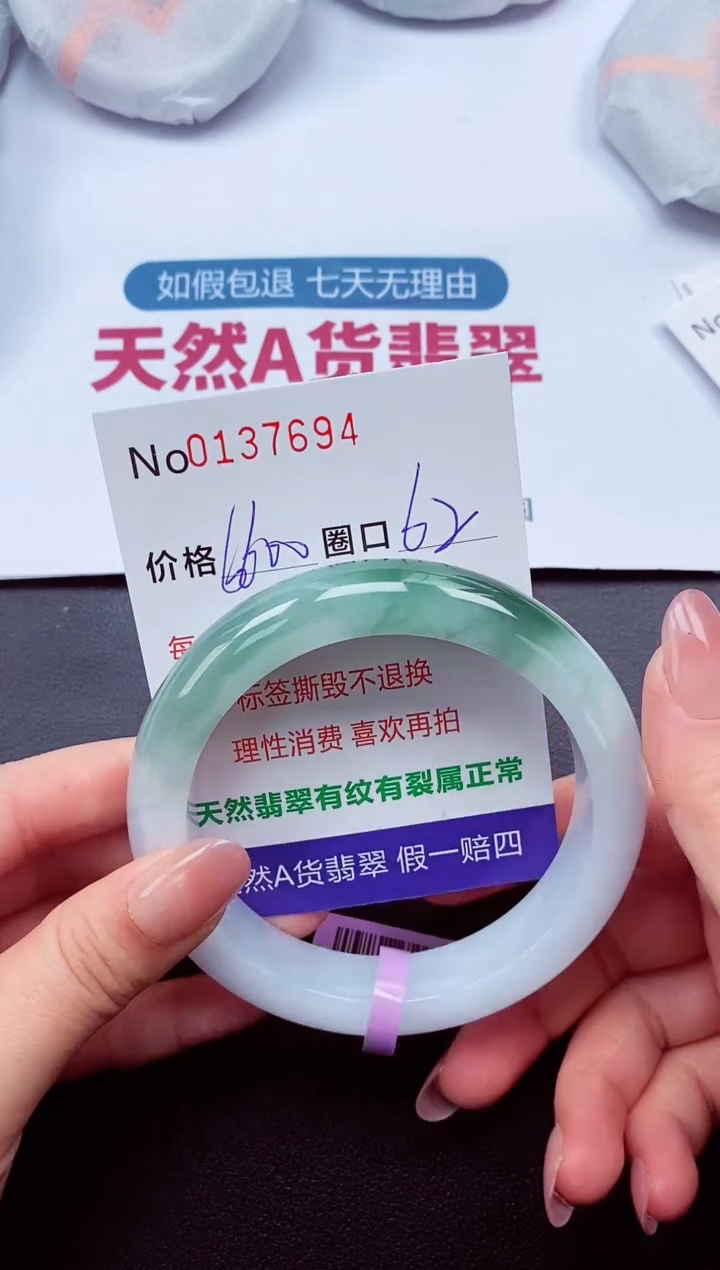 如假包退 七天无理由
天然A货翡翠
No0137694
价格 圈口 62
每
标签撕毁不退换
理性消费 喜欢再拍
天然翡翠有纹有裂属正常
然A货翡翠 假一赔四
No